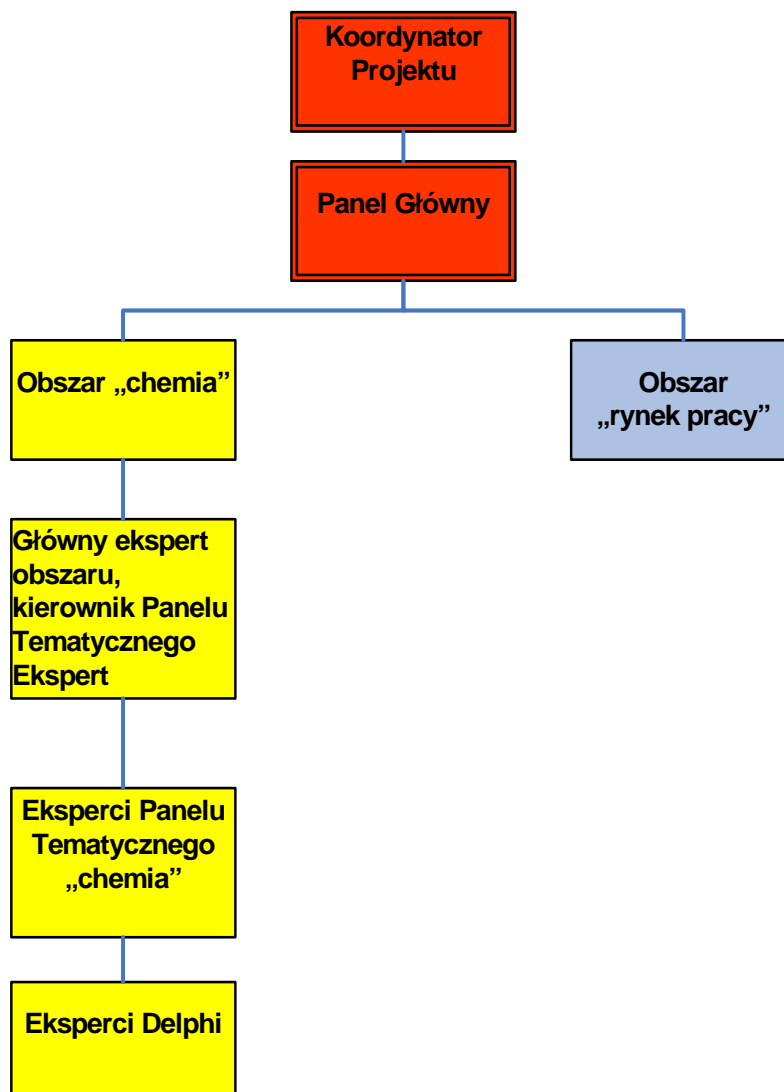 Koordynator
Projektu
Panel Główny
Obszar „chemia”
Obszar
„rynek pracy”
Główny ekspert
obszaru,
kierownik Panelu
Tematycznego
Ekspert
Eksperci Panelu
Tematycznego
„chemia”
Eksperci Delphi